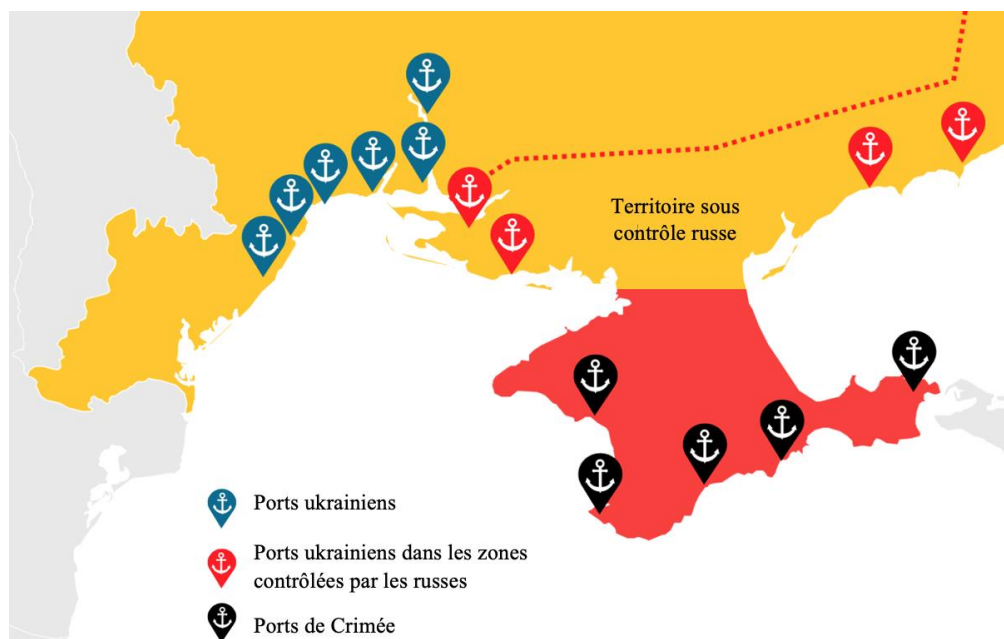 Territoire sous
contrôle russe
Ports ukrainiens
Ports ukrainiens dans les zones
contrôlées par les russes
Ports de Crimée